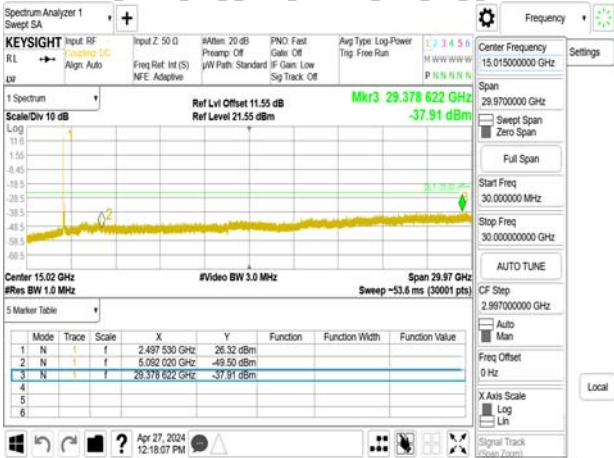 Spectrum Analyzer 1
Swept SA
Frequency
Settings
KEYSIGHT
RL
Input: RF
Coupling: DC
Align: Auto
Input Z: 50 Ω
Freq Ref: Int (S)
NFE: Adaptive
#Atten: 20 dB
Preamp: Off
µW Path: Standard
PNO: Fast
Gate: Off
IF Gain: Low
Sig Track: Off
Avg Type: Log-Power
Trig: Free Run
1 2 3 4 5 6
M W W W W W
P N N N N N
1 Spectrum
Scale/Div 10 dB
Ref Lvl Offset 11.55 dB
Ref Level 21.55 dBm
Mkr3 29.378 622 GHz
-37.91 dBm
Log
11.6
1.55
-8.45
-18.5
-28.5
-38.5
-48.5
-58.5
-68.5
1
2
Center 15.02 GHz
#Res BW 1.0 MHz
#Video BW 3.0 MHz
Span 29.97 GHz
Sweep ~53.6 ms (30001 pts)
5 Marker Table
Mode Trace Scale X Y Function Function Width Function Value
1 N 1 f 2.497 530 GHz 26.32 dBm
2 N 1 f 5.092 020 GHz -49.50 dBm
3 N 1 f 29.378 622 GHz -37.91 dBm
4
5
6
Apr 27, 2024
12:18:07 PM
Center Frequency
15.015000000 GHz
Span
29.9700000 GHz
Swept Span
Zero Span
Full Span
Start Freq
30.000000 MHz
Stop Freq
30.000000000 GHz
AUTO TUNE
CF Step
2.997000000 GHz
Auto
Man
Freq Offset
0 Hz
X Axis Scale
Log
Lin
Signal Track
(Span Zoom)
Local